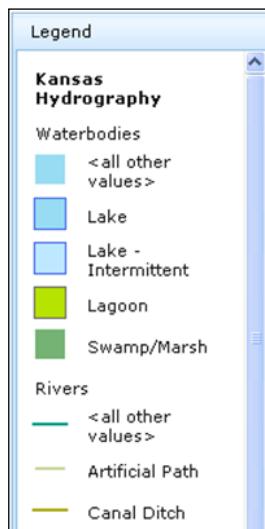 Legend
Kansas
Hydrography
Waterbodies
<all other
values>
Lake
Lake -
Intermittent
Lagoon
Swamp/Marsh
Rivers
<all other
values>
Artificial Path
Canal Ditch